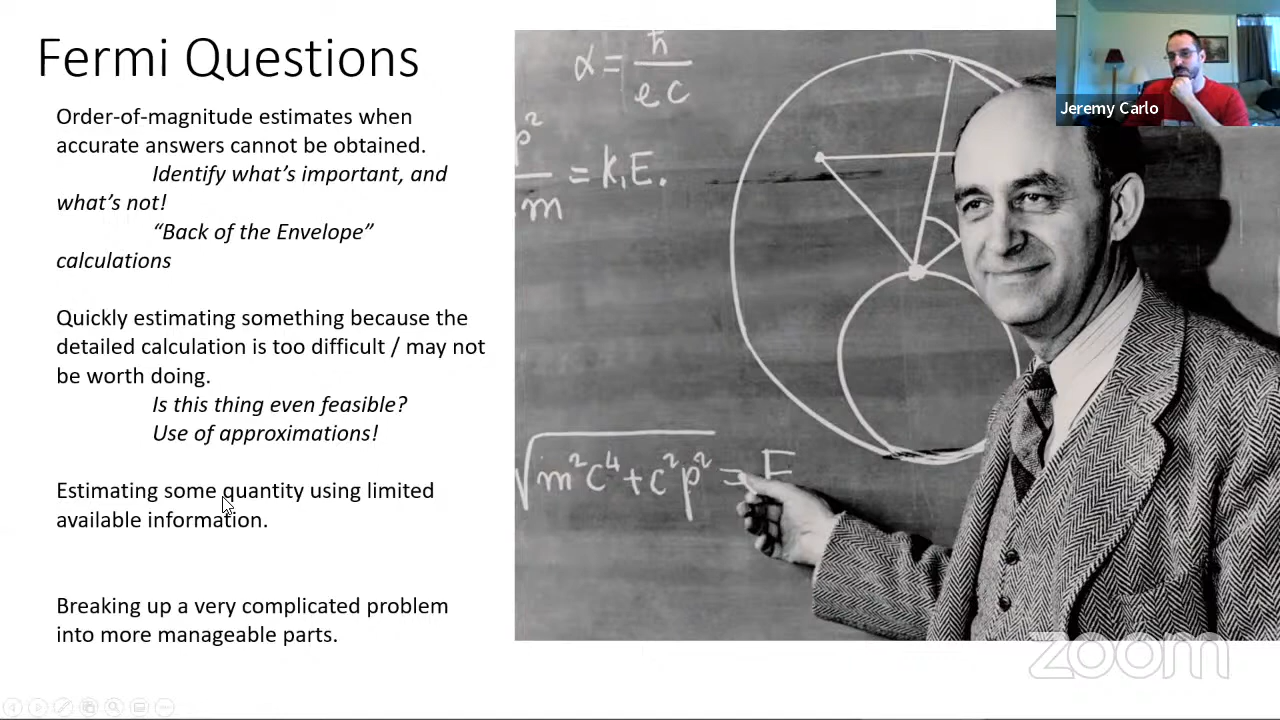 Fermi Questions
Order-of-magnitude estimates when
accurate answers cannot be obtained.
Identify what’s important, and
what’s not!
“Back of the Envelope”
calculations
Quickly estimating something because the
detailed calculation is too difficult / may not
be worth doing.
Is this thing even feasible?
Use of approximations!
Estimating some quantity using limited
available information.
Breaking up a very complicated problem
into more manageable parts.
α = ħ / e c
p² / m = k, E.
√m²c⁴ + c²p² = E
Jeremy Carlo
zoom